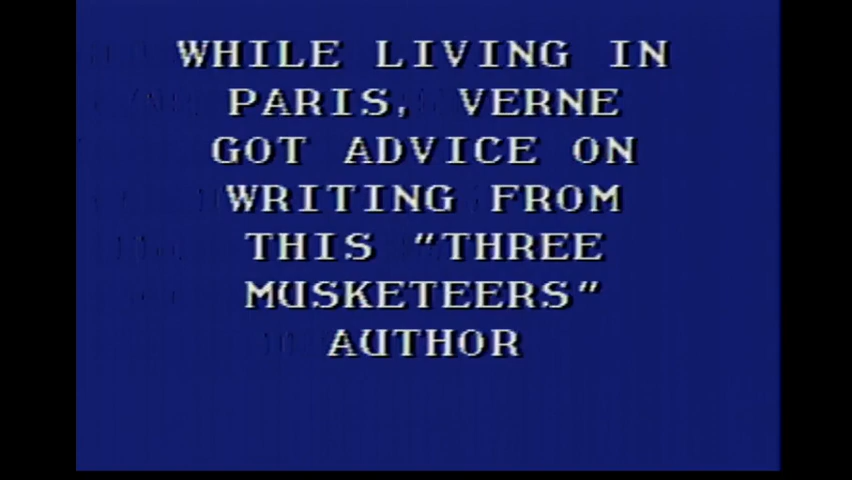 WHILE LIVING IN
PARIS, VERNE
GOT ADVICE ON
WRITING FROM
THIS "THREE
MUSKETEERS"
AUTHOR